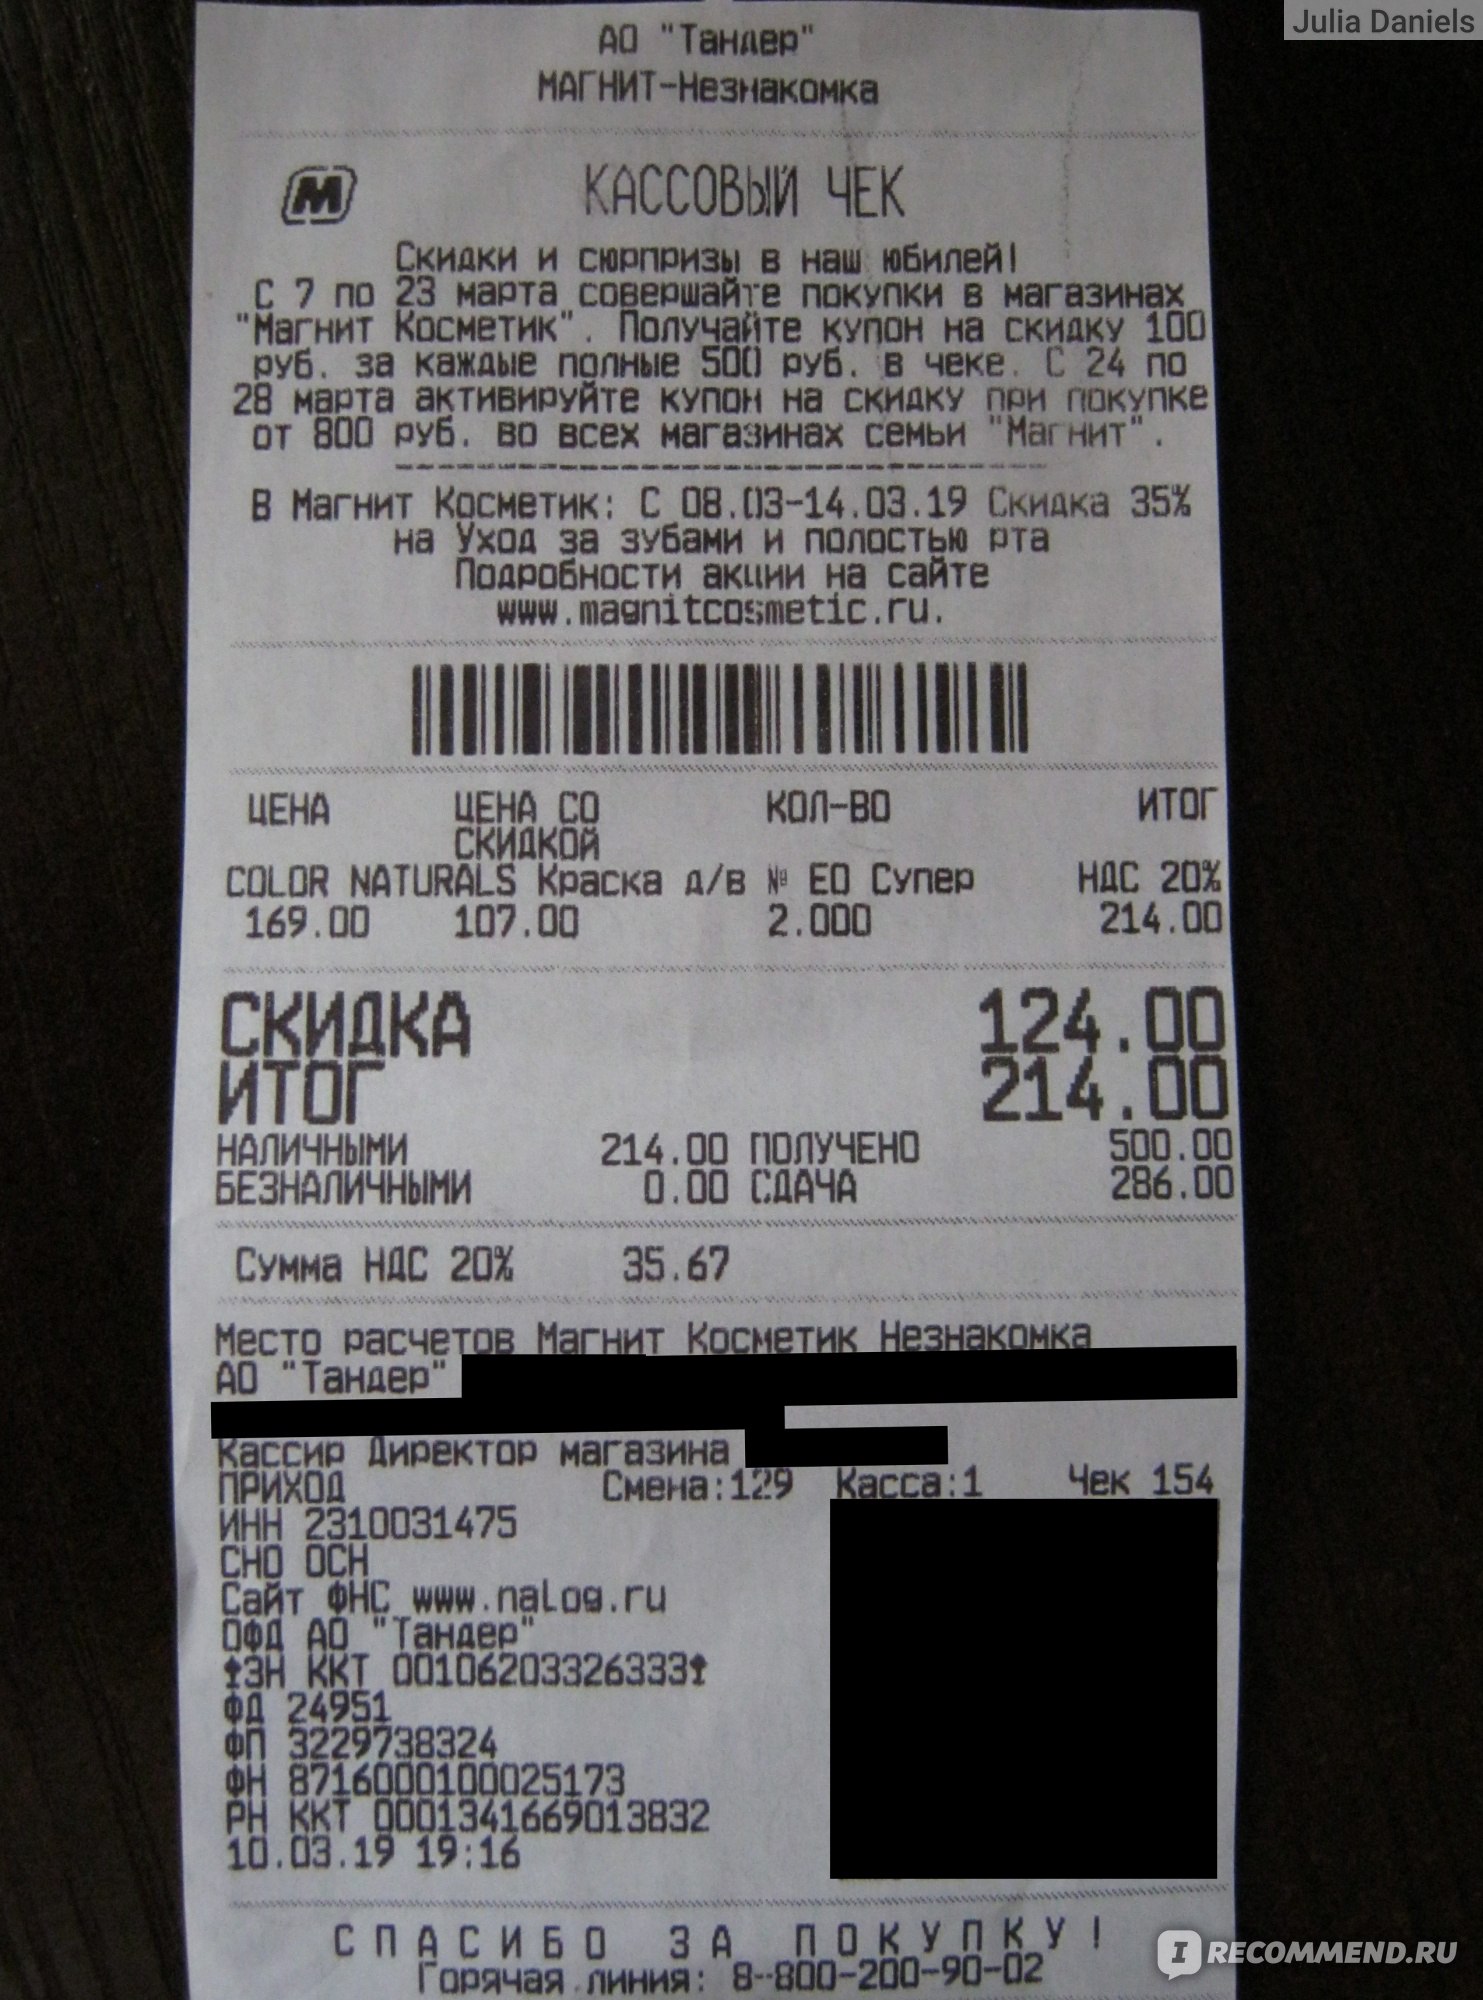 Julia Daniels
АО "Тандер"
МАГНИТ-Незнакомка
М
КАССОВЫЙ ЧЕК
Скидки и сюрпризы в наш юбилей!
С 7 по 23 марта совершайте покупки в магазинах
"Магнит Косметик". Получайте купон на скидку 100
руб. за каждые полные 500 руб. в чеке. С 24 по
28 марта активируйте купон на скидку при покупке
от 800 руб. во всех магазинах семьи "Магнит".
В Магнит Косметик: С 08.03-14.03.19 Скидка 35%
на Уход за зубами и полостью рта
Подробности акции на сайте
www.magnitcosmetic.ru.
ЦЕНА ЦЕНА СО КОЛ-ВО ИТОГ
СКИДКОЙ
COLOR NATURALS Краска д/в № E0 Супер НДС 20%
169.00 107.00 2.000 214.00
СКИДКА 124.00
ИТОГ 214.00
НАЛИЧНЫМИ 214.00 ПОЛУЧЕНО 500.00
БЕЗНАЛИЧНЫМИ 0.00 СДАЧА 286.00
Сумма НДС 20% 35.67
Место расчетов Магнит Косметик Незнакомка
АО "Тандер"
Кассир Директор магазина
ПРИХОД Смена:129 Касса:1 Чек 154
ИНН 2310031475
СНО ОСН
Сайт ФНС www.nalog.ru
ОФД АО "Тандер"
ЗН ККТ 00106203326333
ФД 24951
ФП 3229738324
ФН 8716000100025173
РН ККТ 0001341669013832
10.03.19 19:16
СПАСИБО ЗА ПОКУПКУ!
Горячая линия: 8-800-200-90-02
IRECOMMEND.RU